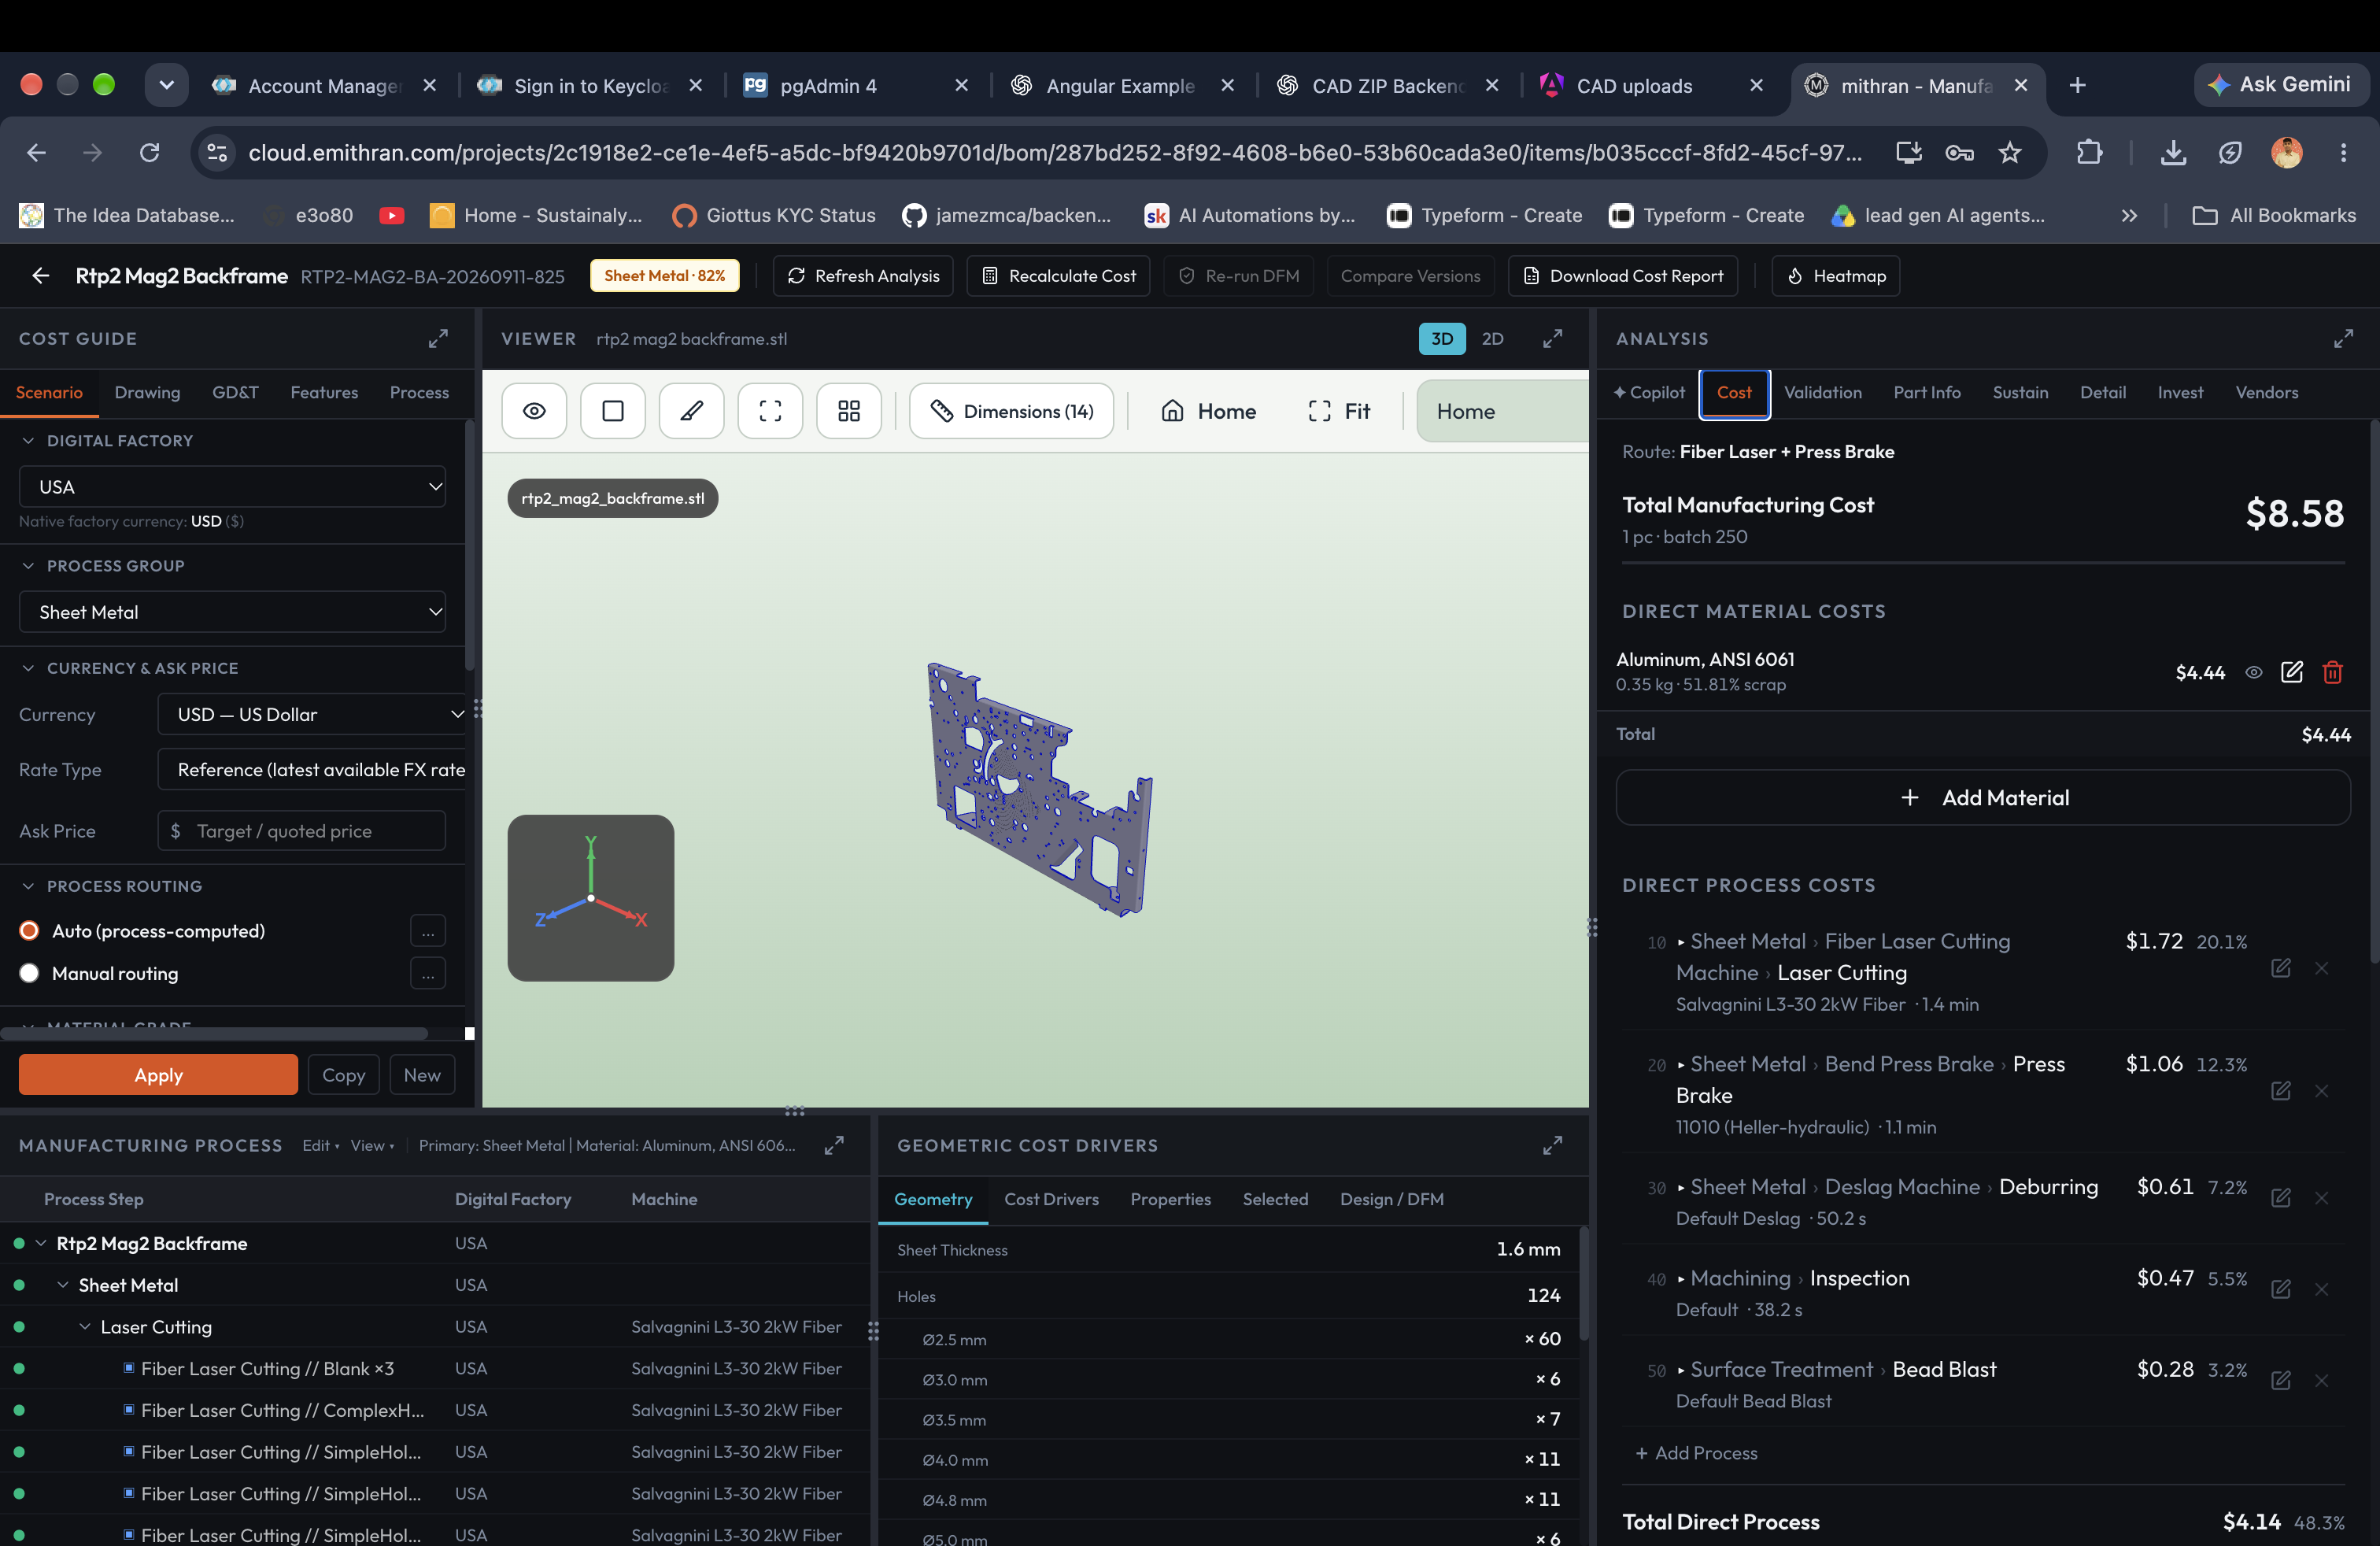 Account Manager
Sign in to Keycloa
pgAdmin 4
Angular Example
CAD ZIP Backend
CAD uploads
mithran - Manufa
Ask Gemini
cloud.emithran.com/projects/2c1918e2-ce1e-4ef5-a5dc-bf9420b9701d/bom/287bd252-8f92-4608-b6e0-53b60cada3e0/items/b035cccf-8fd2-45cf-97...
The Idea Database...
e3o80
Home - Sustainaly...
Giottus KYC Status
jamezmca/backen...
sk AI Automations by...
Typeform - Create
Typeform - Create
lead gen AI agents...
All Bookmarks
Rtp2 Mag2 Backframe RTP2-MAG2-BA-20260911-825
Sheet Metal · 82%
Refresh Analysis
Recalculate Cost
Re-run DFM
Compare Versions
Download Cost Report
Heatmap
COST GUIDE
Scenario Drawing GD&T Features Process
DIGITAL FACTORY
USA
Native factory currency: USD ($)
PROCESS GROUP
Sheet Metal
CURRENCY & ASK PRICE
Currency USD — US Dollar
Rate Type Reference (latest available FX rate
Ask Price $ Target / quoted price
PROCESS ROUTING
Auto (process-computed) ...
Manual routing ...
MATERIAL GRADE
Apply Copy New
VIEWER rtp2 mag2 backframe.stl 3D 2D
Dimensions (14) Home Fit Home
rtp2_mag2_backframe.stl
Y
Z X
MANUFACTURING PROCESS Edit View Primary: Sheet Metal | Material: Aluminum, ANSI 606...
Process Step Digital Factory Machine
Rtp2 Mag2 Backframe USA
Sheet Metal USA
Laser Cutting USA Salvagnini L3-30 2kW Fiber
Fiber Laser Cutting // Blank ×3 USA Salvagnini L3-30 2kW Fiber
Fiber Laser Cutting // ComplexH... USA Salvagnini L3-30 2kW Fiber
Fiber Laser Cutting // SimpleHol... USA Salvagnini L3-30 2kW Fiber
Fiber Laser Cutting // SimpleHol... USA Salvagnini L3-30 2kW Fiber
Fiber Laser Cutting // SimpleHol... USA Salvagnini L3-30 2kW Fiber
GEOMETRIC COST DRIVERS
Geometry Cost Drivers Properties Selected Design / DFM
Sheet Thickness 1.6 mm
Holes 124
Ø2.5 mm × 60
Ø3.0 mm × 6
Ø3.5 mm × 7
Ø4.0 mm × 11
Ø4.8 mm × 11
Ø5.0 mm × 6
ANALYSIS
Copilot Cost Validation Part Info Sustain Detail Invest Vendors
Route: Fiber Laser + Press Brake
Total Manufacturing Cost $8.58
1 pc · batch 250
DIRECT MATERIAL COSTS
Aluminum, ANSI 6061 $4.44
0.35 kg · 51.81% scrap
Total $4.44
+ Add Material
DIRECT PROCESS COSTS
10 ▸ Sheet Metal › Fiber Laser Cutting $1.72 20.1%
Machine › Laser Cutting
Salvagnini L3-30 2kW Fiber · 1.4 min
20 ▸ Sheet Metal › Bend Press Brake › Press $1.06 12.3%
Brake
11010 (Heller-hydraulic) · 1.1 min
30 ▸ Sheet Metal › Deslag Machine › Deburring $0.61 7.2%
Default Deslag · 50.2 s
40 ▸ Machining › Inspection $0.47 5.5%
Default · 38.2 s
50 ▸ Surface Treatment › Bead Blast $0.28 3.2%
Default Bead Blast
+ Add Process
Total Direct Process $4.14 48.3%